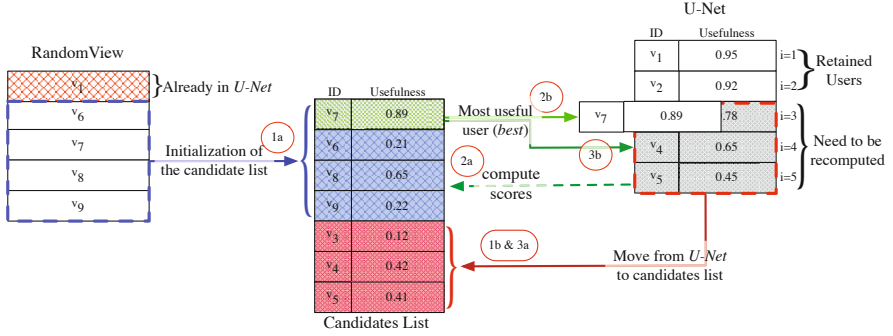 U-Net
RandomView
ID Usefulness
v1 0.95 i=1
v2 0.92 i=2
Retained
Users
v1
Already in U-Net
v6
v7
v8
v9
1a
Initialization of
the candidate list
ID Usefulness
v7 0.89
v6 0.21
v8 0.65
v9 0.22
v3 0.12
v4 0.42
v5 0.41
Candidates List
Most useful
user (best)
2b
3b
2a
compute
scores
v7 0.89 .78 i=3
v4 0.65 i=4
v5 0.45 i=5
Need to be
recomputed
1b & 3a
Move from U-Net
to candidates list